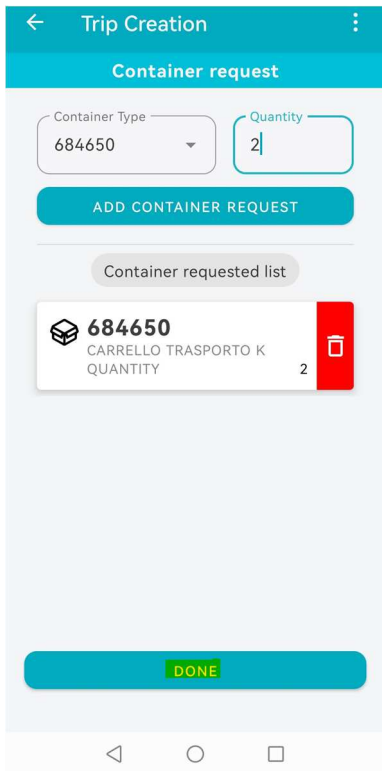 Trip Creation
Container request
Container Type
Quantity
684650
2
ADD CONTAINER REQUEST
Container requested list
684650
CARRELLO TRASPORTO K
QUANTITY 2
DONE